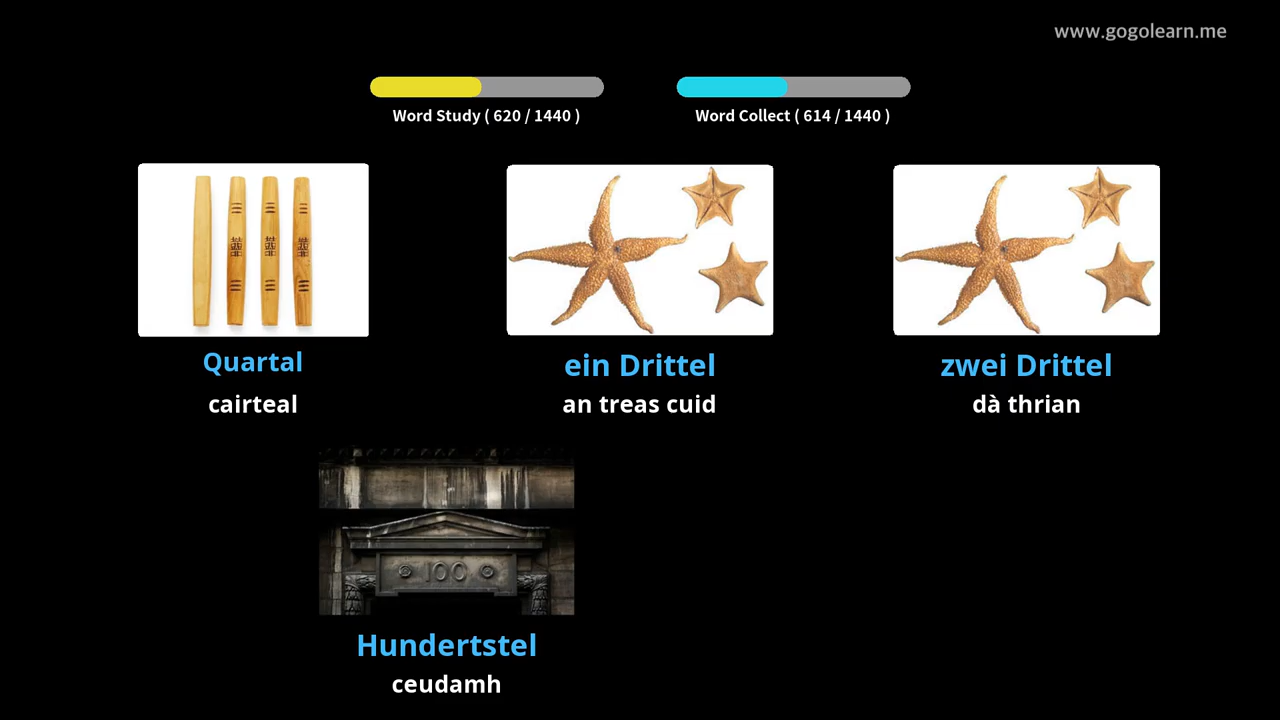 www.gogolearn.me
Word Study ( 620 / 1440 )
Word Collect ( 614 / 1440 )
Quartal
cairteal
ein Drittel
an treas cuid
zwei Drittel
dà thrian
100
Hundertstel
ceudamh